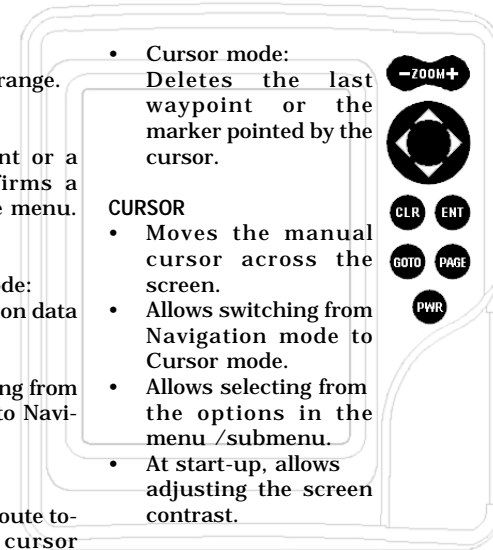 range.
nt or a
firms a
e menu.
de:
on data
ng from
to Navi-
oute to-
cursor
• Cursor mode:
Deletes the last
waypoint or the
marker pointed by the
cursor.
CURSOR
• Moves the manual
cursor across the
screen.
• Allows switching from
Navigation mode to
Cursor mode.
• Allows selecting from
the options in the
menu /submenu.
• At start-up, allows
adjusting the screen
contrast.
-ZOOM+
CLR ENT
GOTO PAGE
PWR